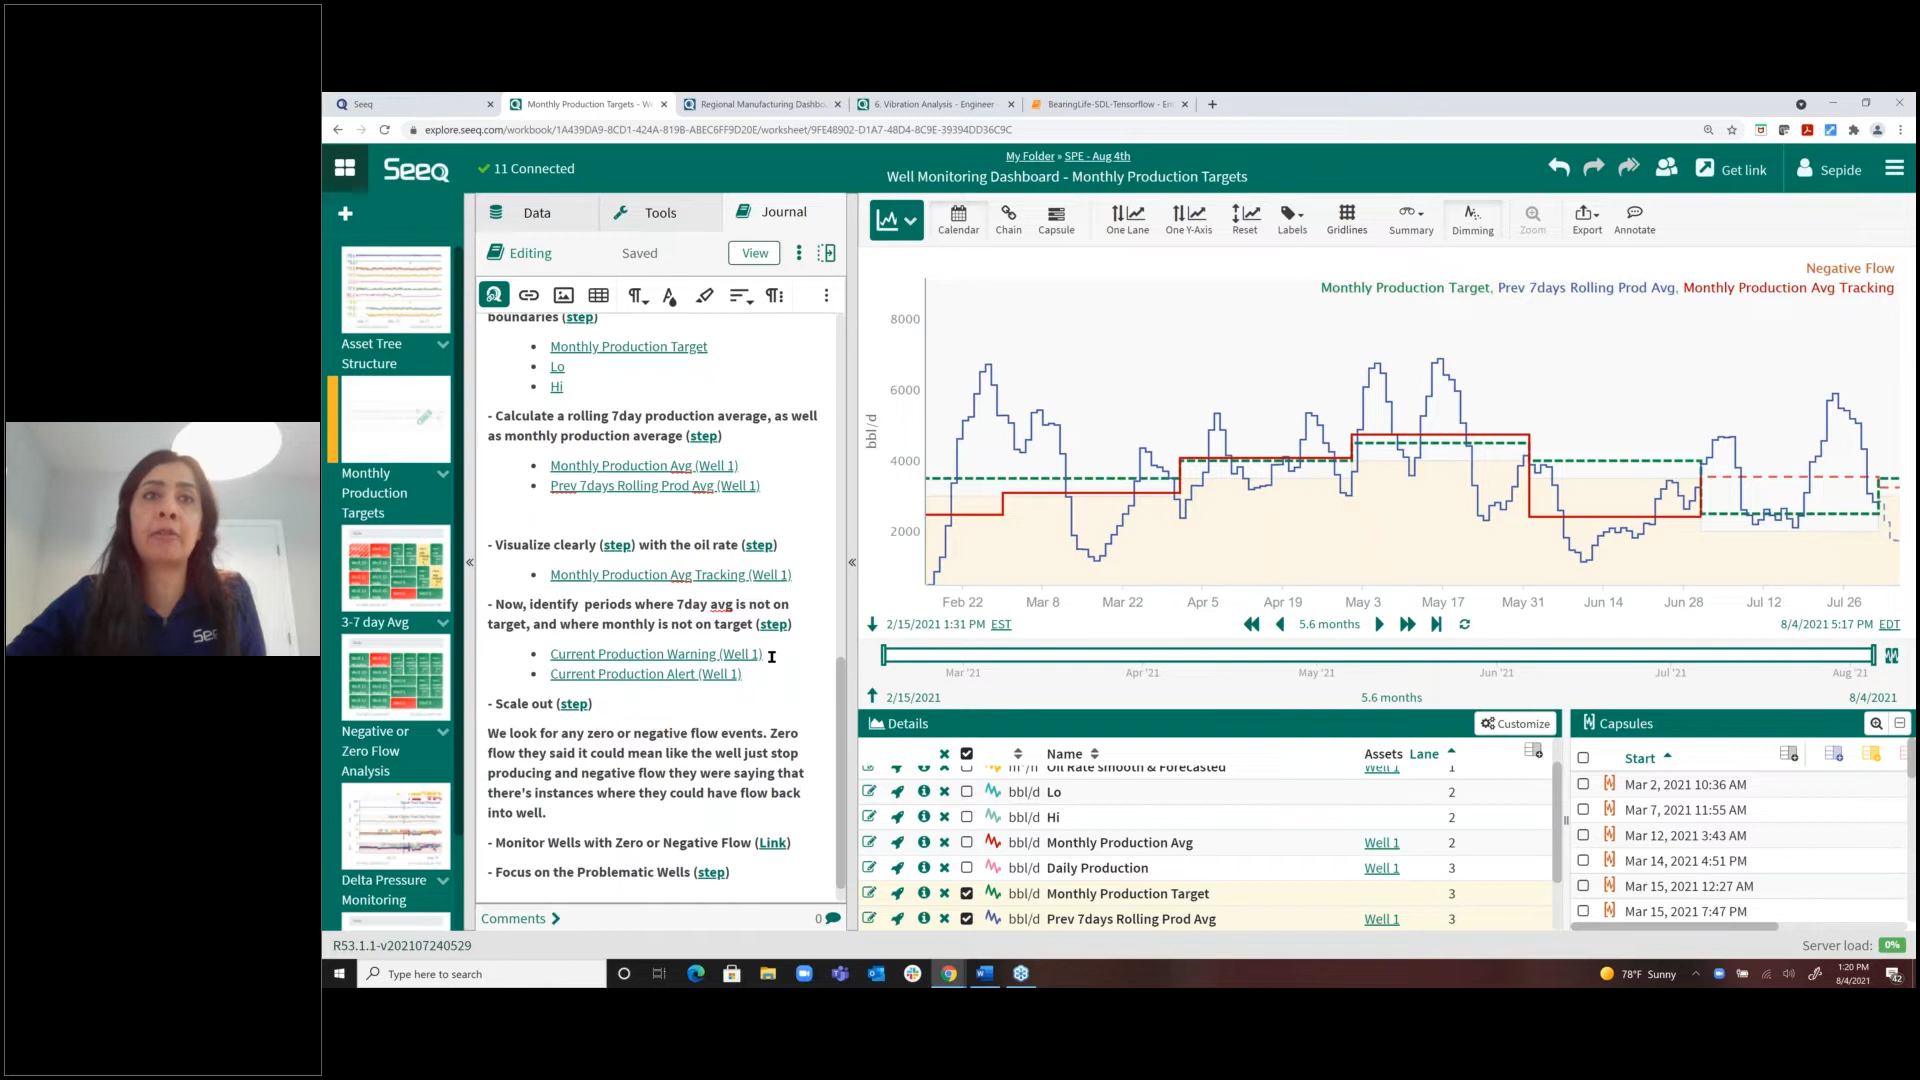 Seeq
Monthly Production Targets - We
Regional Manufacturing Dashbo
6. Vibration Analysis - Engineer
BearingLife-SDL-Tensorflow - Em
explore.seeq.com/workbook/1A439DA9-8CD1-424A-819B-ABEC6FF9D20E/worksheet/9FE48902-D1A7-48D4-8C9E-39394DD36C9C
Seeq
11 Connected
My Folder » SPE - Aug 4th
Well Monitoring Dashboard - Monthly Production Targets
Get link
Sepide
Asset Tree
Structure
Monthly
Production
Targets
3-7 day Avg
Negative or
Zero Flow
Analysis
Delta Pressure
Monitoring
Data
Tools
Journal
Editing
Saved
View
boundaries (step)
• Monthly Production Target
• Lo
• Hi
- Calculate a rolling 7day production average, as well
as monthly production average (step)
• Monthly Production Avg (Well 1)
• Prev 7days Rolling Prod Avg (Well 1)
- Visualize clearly (step) with the oil rate (step)
• Monthly Production Avg Tracking (Well 1)
- Now, identify periods where 7day avg is not on
target, and where monthly is not on target (step)
• Current Production Warning (Well 1)
• Current Production Alert (Well 1)
- Scale out (step)
We look for any zero or negative flow events. Zero
flow they said it could mean like the well just stop
producing and negative flow they were saying that
there's instances where they could have flow back
into well.
- Monitor Wells with Zero or Negative Flow (Link)
- Focus on the Problematic Wells (step)
Comments
0
Calendar
Chain
Capsule
One Lane
One Y-Axis
Reset
Labels
Gridlines
Summary
Dimming
Zoom
Export
Annotate
Negative Flow
Monthly Production Target, Prev 7days Rolling Prod Avg, Monthly Production Avg Tracking
bbl/d
8000
6000
4000
2000
Feb 22
Mar 8
Mar 22
Apr 5
Apr 19
May 3
May 17
May 31
Jun 14
Jun 28
Jul 12
Jul 26
2/15/2021 1:31 PM EST
5.6 months
8/4/2021 5:17 PM EDT
Mar '21
Apr '21
May '21
Jun '21
Jul '21
Aug '21
2/15/2021
5.6 months
8/4/2021
Details
Customize
Name
Assets
Lane
m³/h Oil Rate smooth & Forecasted Well 1 1
bbl/d Lo 2
bbl/d Hi 2
bbl/d Monthly Production Avg Well 1 2
bbl/d Daily Production Well 1 3
bbl/d Monthly Production Target 3
bbl/d Prev 7days Rolling Prod Avg Well 1 3
Capsules
Start
Mar 2, 2021 10:36 AM
Mar 7, 2021 11:55 AM
Mar 12, 2021 3:43 AM
Mar 14, 2021 4:51 PM
Mar 15, 2021 12:27 AM
Mar 15, 2021 7:47 PM
R53.1.1-v202107240529
Server load: 0%
Type here to search
78°F Sunny
1:20 PM
8/4/2021
42